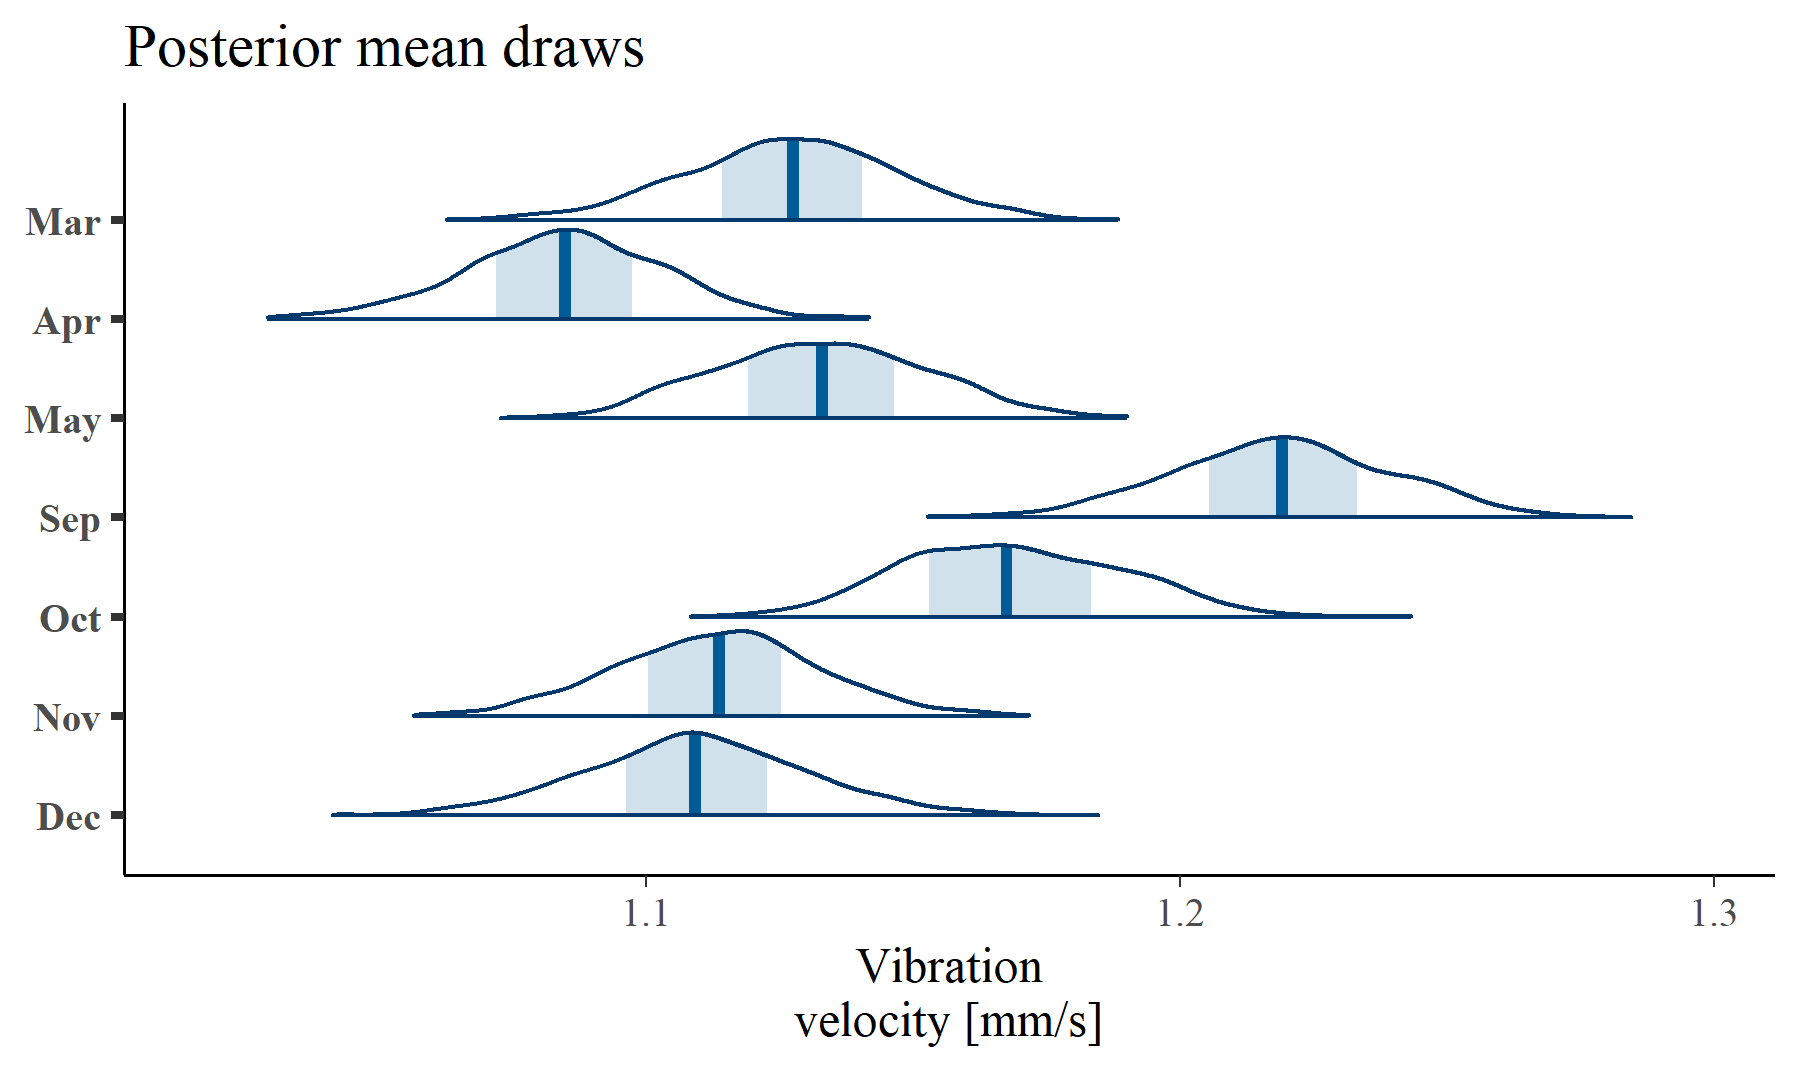 Posterior mean draws
Mar
Apr
May
Sep
Oct
Nov
Dec
1.1 1.2 1.3
Vibration
velocity [mm/s]